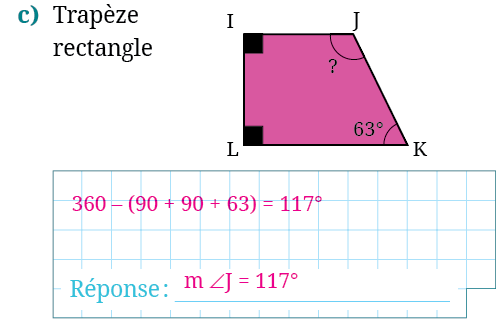 c) Trapèze
rectangle
I
J
?
63°
L
K
360 – (90 + 90 + 63) = 117°
Réponse : m ∠J = 117°